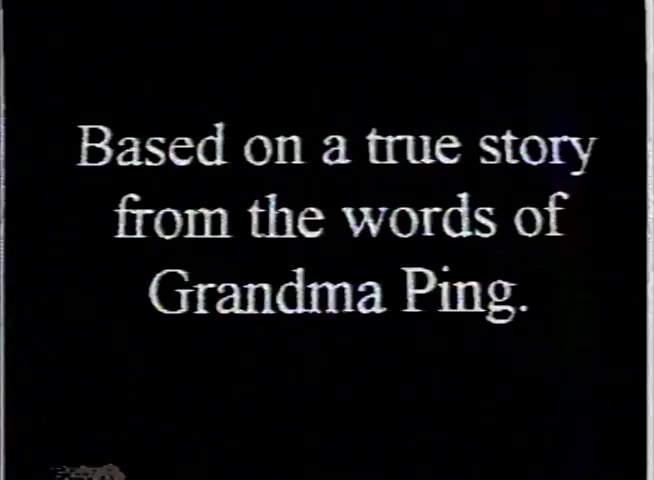 Based on a true story
from the words of
Grandma Ping.